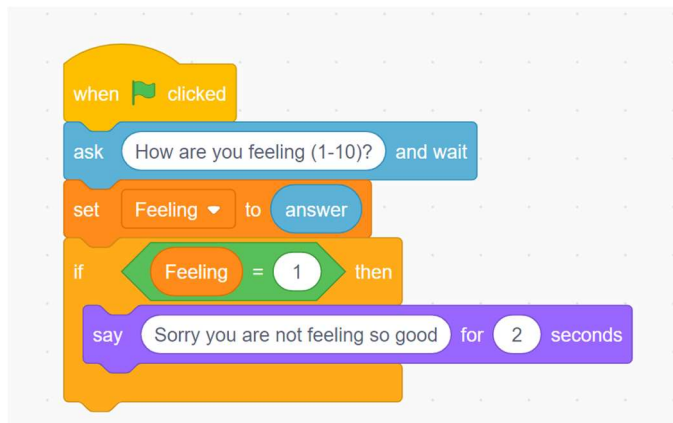 when clicked
ask How are you feeling (1-10)? and wait
set Feeling to answer
if Feeling = 1 then
say Sorry you are not feeling so good for 2 seconds